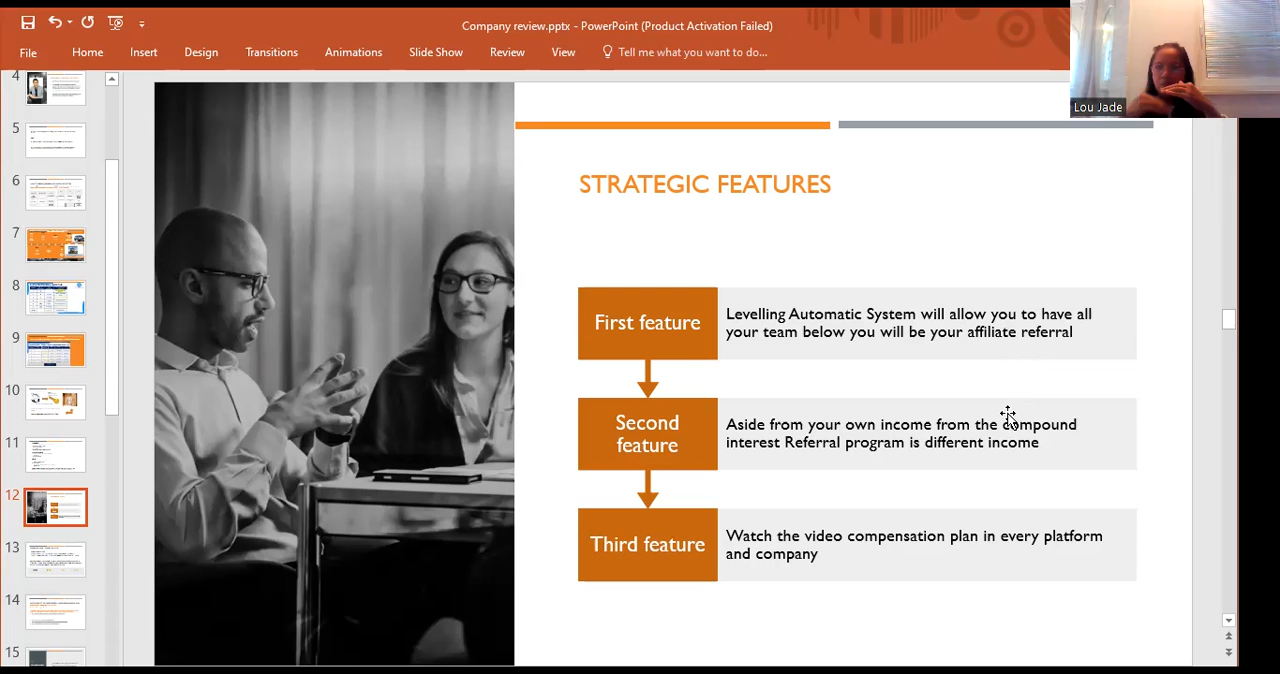 Company review.pptx - PowerPoint (Product Activation Failed)
File Home Insert Design Transitions Animations Slide Show Review View Tell me what you want to do...
Lou Jade
4
5
6
7
8
9
10
11
12
13
14
15
STRATEGIC FEATURES
First feature
Levelling Automatic System will allow you to have all
your team below you will be your affiliate referral
Second
feature
Aside from your own income from the compound
interest Referral program is different income
Third feature
Watch the video compensation plan in every platform
and company